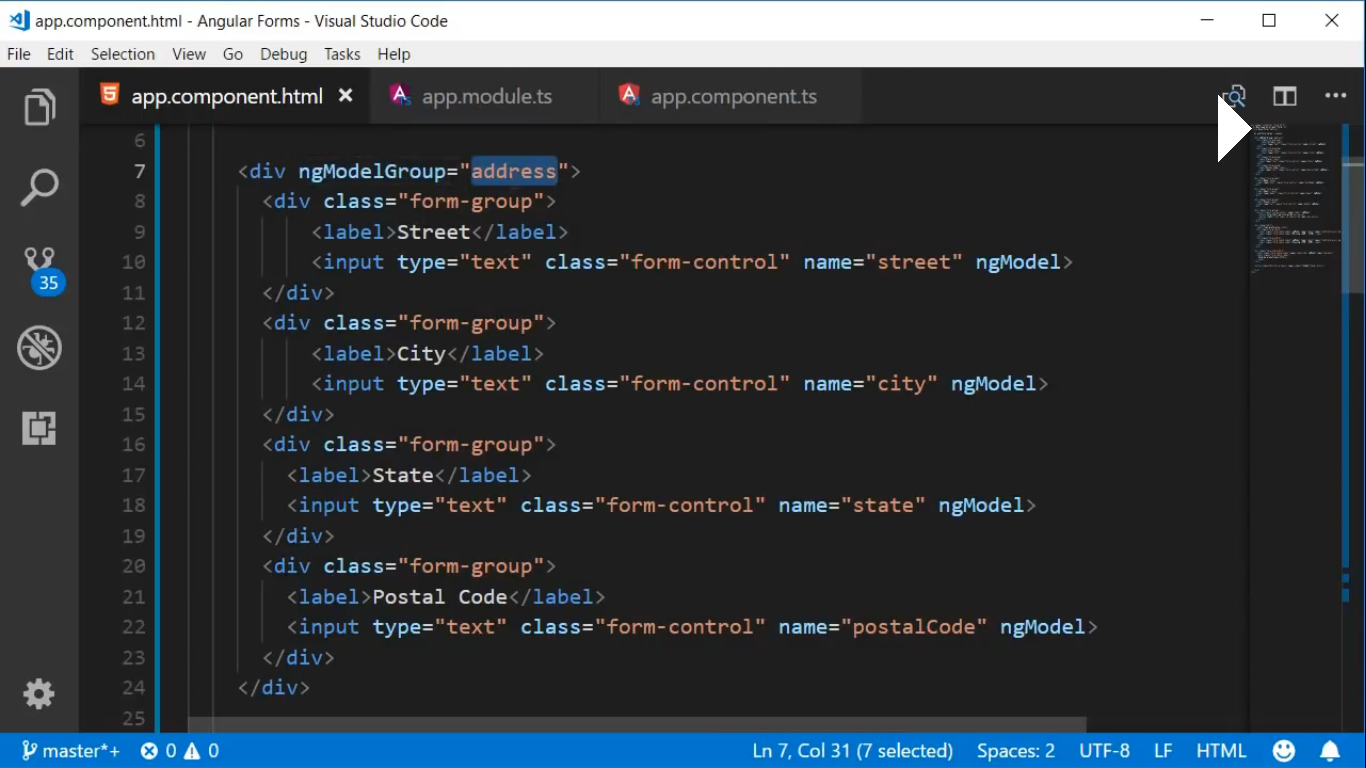 app.component.html - Angular Forms - Visual Studio Code
File Edit Selection View Go Debug Tasks Help
app.component.html app.module.ts app.component.ts
6
7 <div ngModelGroup="address">
8 <div class="form-group">
9 <label>Street</label>
10 <input type="text" class="form-control" name="street" ngModel>
11 </div>
12 <div class="form-group">
13 <label>City</label>
14 <input type="text" class="form-control" name="city" ngModel>
15 </div>
16 <div class="form-group">
17 <label>State</label>
18 <input type="text" class="form-control" name="state" ngModel>
19 </div>
20 <div class="form-group">
21 <label>Postal Code</label>
22 <input type="text" class="form-control" name="postalCode" ngModel>
23 </div>
24 </div>
25
35
master*+ 0 0 Ln 7, Col 31 (7 selected) Spaces: 2 UTF-8 LF HTML